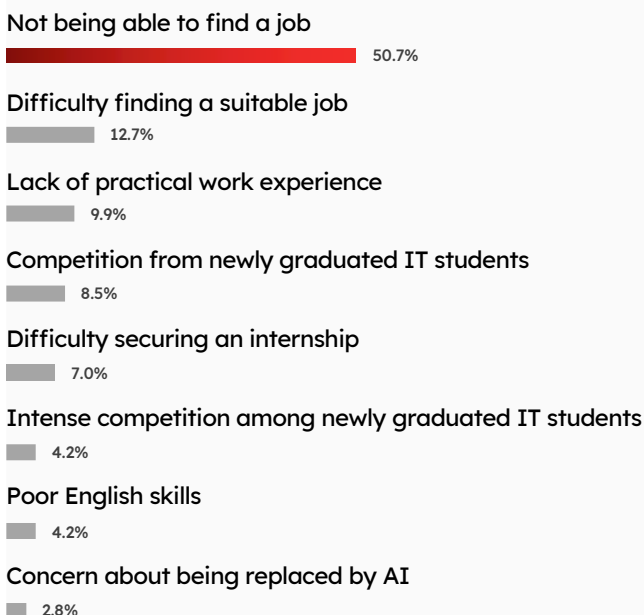 Not being able to find a job
50.7%
Difficulty finding a suitable job
12.7%
Lack of practical work experience
9.9%
Competition from newly graduated IT students
8.5%
Difficulty securing an internship
7.0%
Intense competition among newly graduated IT students
4.2%
Poor English skills
4.2%
Concern about being replaced by AI
2.8%